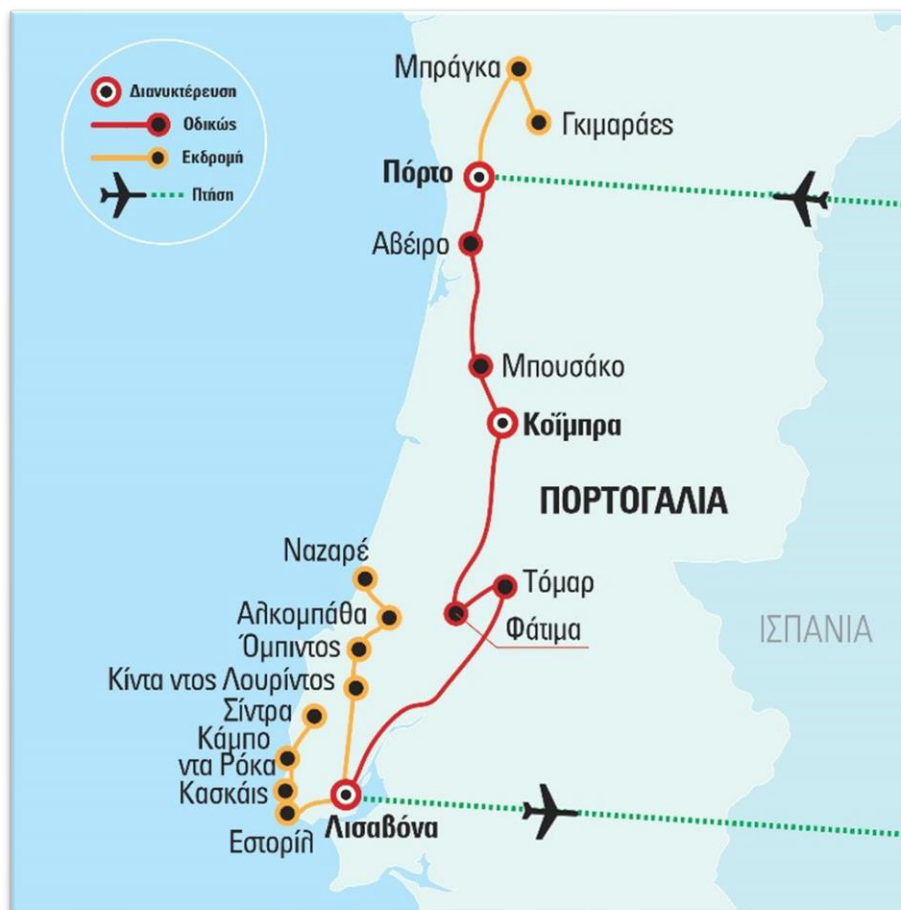 Διανυκτέρευση
Οδικώς
Εκδρομή
Πτήση
Μπράγκα
Γκιμαράες
Πόρτο
Αβέιρο
Μπουσάκο
Κοΐμπρα
ΠΟΡΤΟΓΑΛΙΑ
Ναζαρέ
Τόμαρ
Αλκομπάθα
Φάτιμα
Όμπιντος
ΙΣΠΑΝΙΑ
Κίντα ντος Λουρίντος
Σίντρα
Κάμπο
ντα Ρόκα
Κασκάις
Λισαβόνα
Εστορίλ